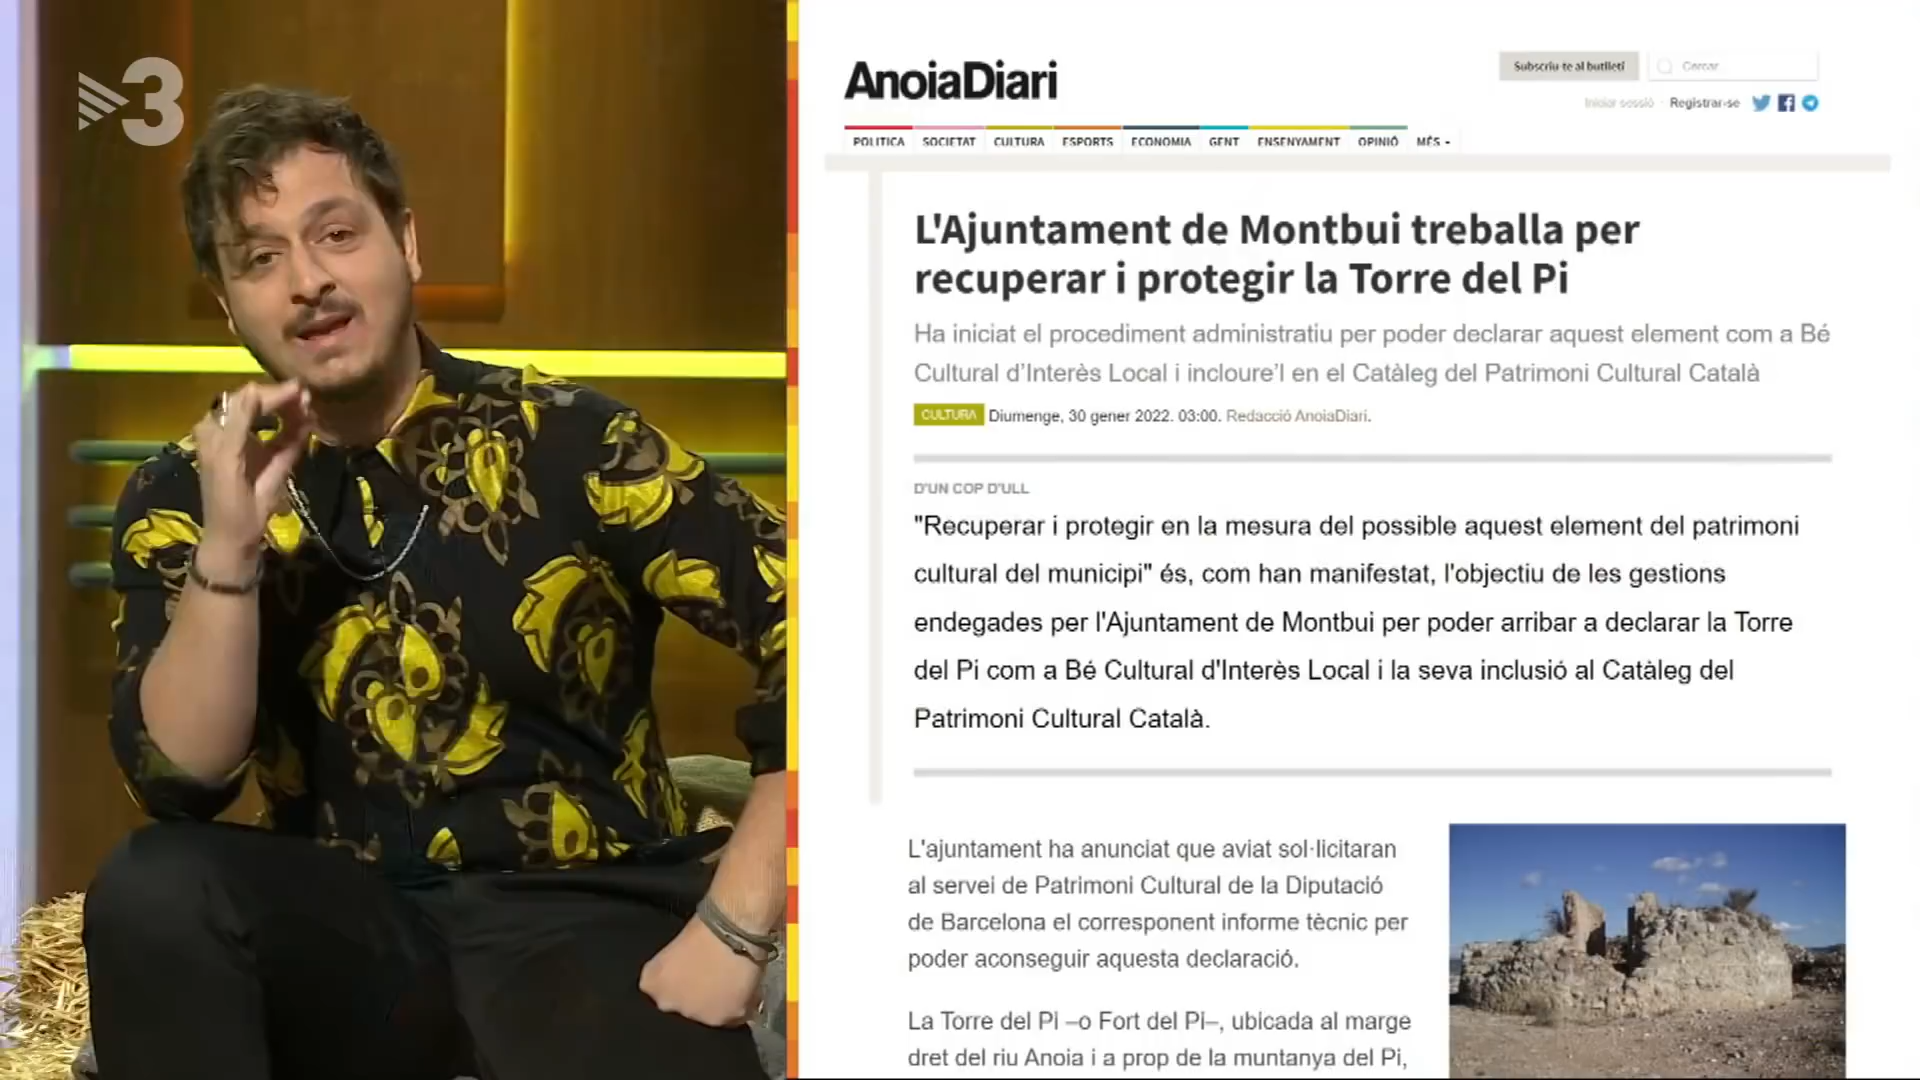 3
AnoiaDiari
Subscriu-te al butlletí
Cercar
Iniciar sessió · Registrar-se
POLÍTICA SOCIETAT CULTURA ESPORTS ECONOMIA GENT ENSENYAMENT OPINIÓ MÉS
L'Ajuntament de Montbui treballa per
recuperar i protegir la Torre del Pi
Ha iniciat el procediment administratiu per poder declarar aquest element com a Bé
Cultural d’Interès Local i incloure’l en el Catàleg del Patrimoni Cultural Català
CULTURA Diumenge, 30 gener 2022. 03:00. Redacció AnoiaDiari.
D'UN COP D'ULL
"Recuperar i protegir en la mesura del possible aquest element del patrimoni
cultural del municipi" és, com han manifestat, l'objectiu de les gestions
endegades per l'Ajuntament de Montbui per poder arribar a declarar la Torre
del Pi com a Bé Cultural d'Interès Local i la seva inclusió al Catàleg del
Patrimoni Cultural Català.
L'ajuntament ha anunciat que aviat sol·licitaran
al servei de Patrimoni Cultural de la Diputació
de Barcelona el corresponent informe tècnic per
poder aconseguir aquesta declaració.
La Torre del Pi –o Fort del Pi–, ubicada al marge
dret del riu Anoia i a prop de la muntanya del Pi,